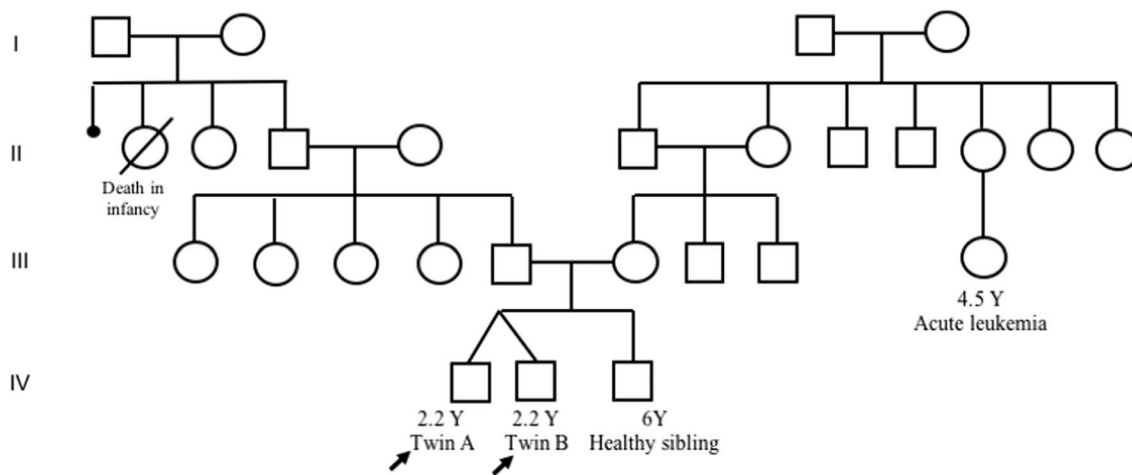 I
II
Death in
infancy
III
4.5 Y
Acute leukemia
IV
2.2 Y
Twin A
2.2 Y
Twin B
6Y
Healthy sibling